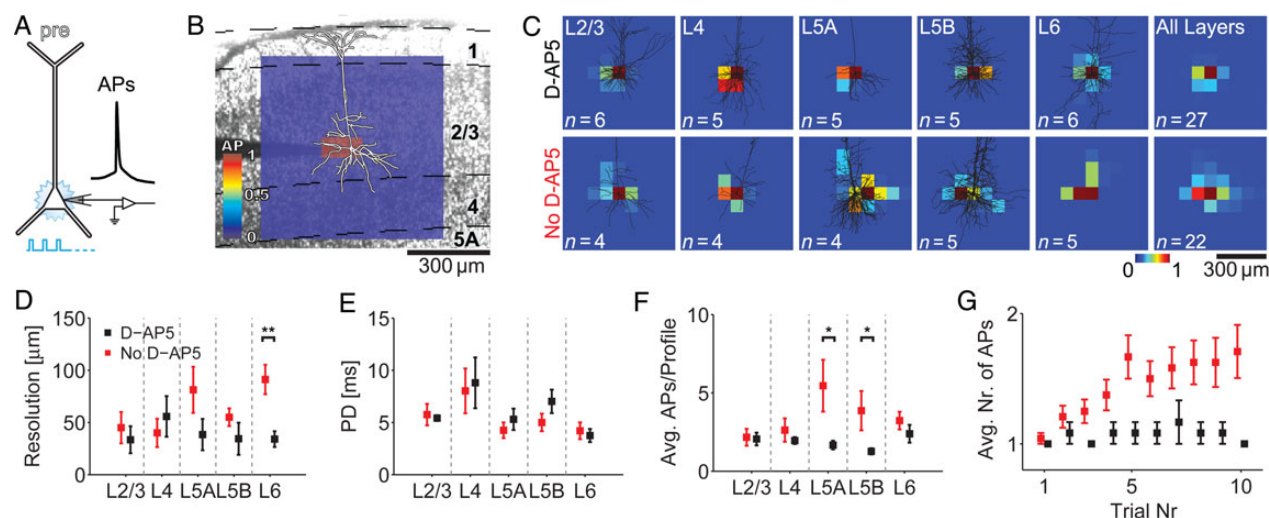 A
pre
APs
B
1
2/3
4
5A
AP
1
0.5
0
300 μm
C
L2/3
L4
L5A
L5B
L6
All Layers
D-AP5
n = 6
n = 5
n = 5
n = 5
n = 6
n = 27
No D-AP5
n = 4
n = 4
n = 4
n = 5
n = 5
n = 22
0
1
300 μm
D
Resolution [μm]
150
100
50
0
D−AP5
No D−AP5
**
L2/3
L4
L5A
L5B
L6
E
PD [ms]
15
10
5
0
L2/3
L4
L5A
L5B
L6
F
Avg. APs/Profile
10
5
0
*
*
L2/3
L4
L5A
L5B
L6
G
Avg. Nr. of APs
2
1
1
5
10
Trial Nr